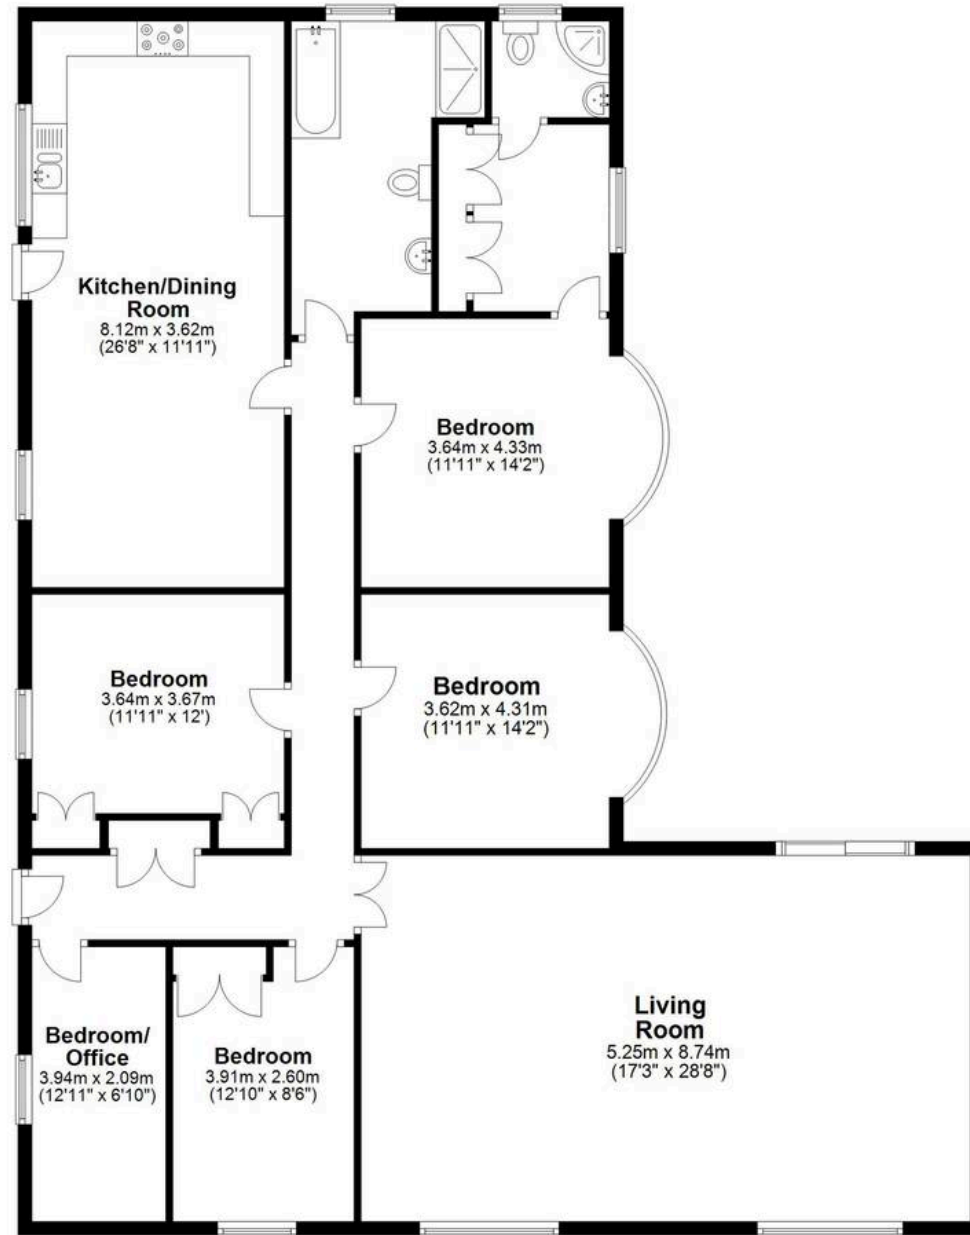 Kitchen/Dining
Room
8.12m x 3.62m
(26'8" x 11'11")
Bedroom
3.64m x 4.33m
(11'11" x 14'2")
Bedroom
3.64m x 3.67m
(11'11" x 12')
Bedroom
3.62m x 4.31m
(11'11" x 14'2")
Bedroom/
Office
3.94m x 2.09m
(12'11" x 6'10")
Bedroom
3.91m x 2.60m
(12'10" x 8'6")
Living
Room
5.25m x 8.74m
(17'3" x 28'8")